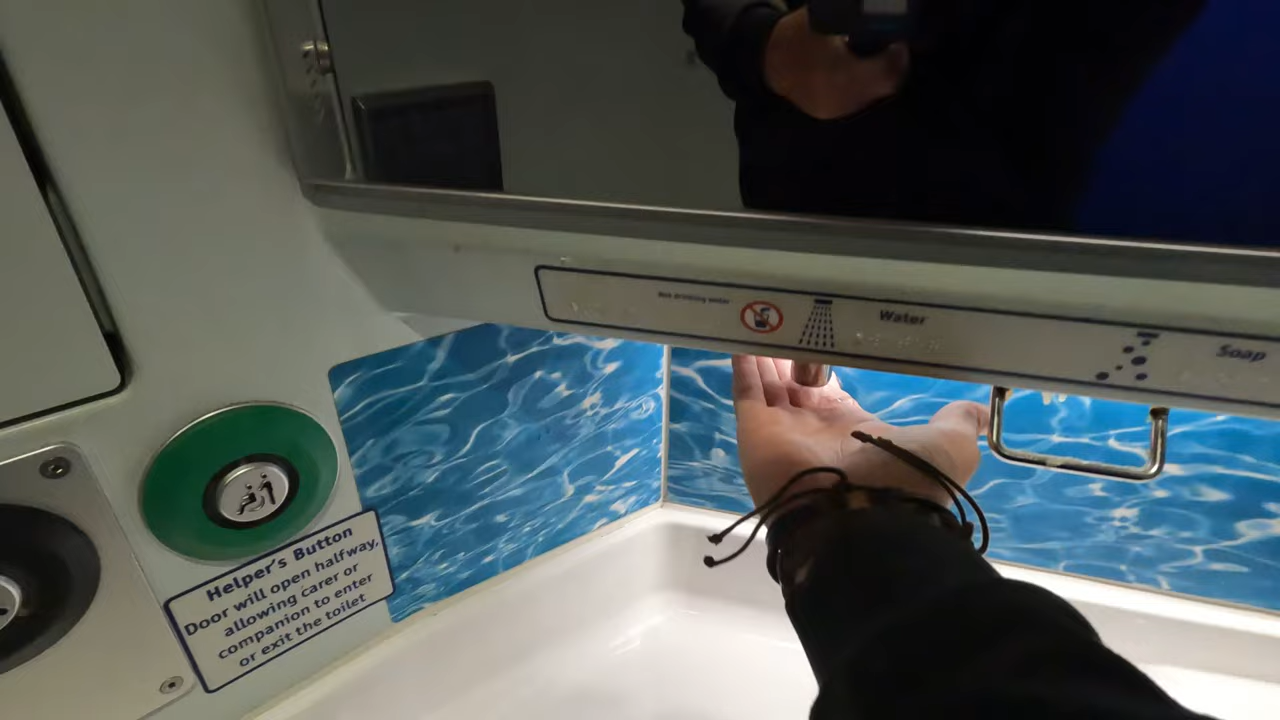 Not drinking water
Water
Soap
Helper's Button
Door will open halfway,
allowing carer or
companion to enter
or exit the toilet